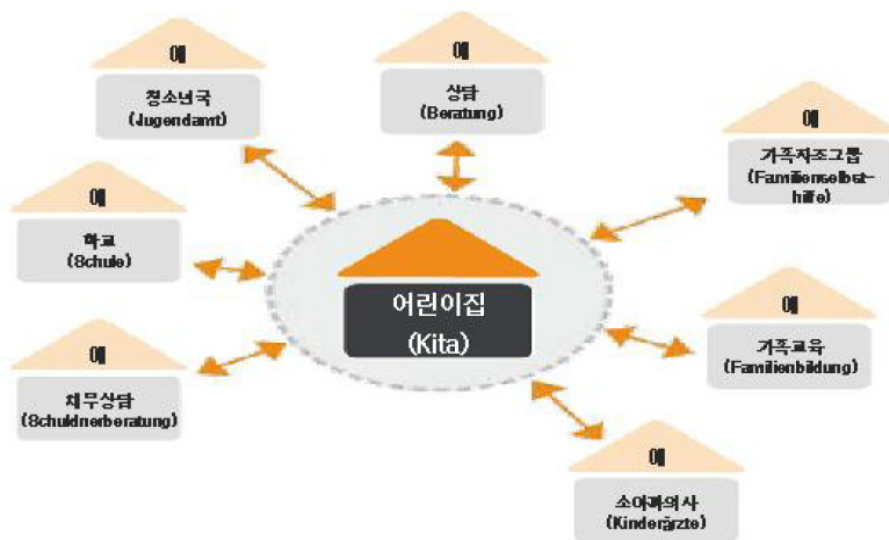 예
청소년국
(Jugendamt)
예
상담
(Beratung)
예
가족자조그룹
(Familienselbst-
hilfe)
예
학교
(Schule)
어린이집
(Kita)
예
가족교육
(Familienbildung)
예
채무상담
(Schuldnerberatung)
예
소아과의사
(Kinderärzte)